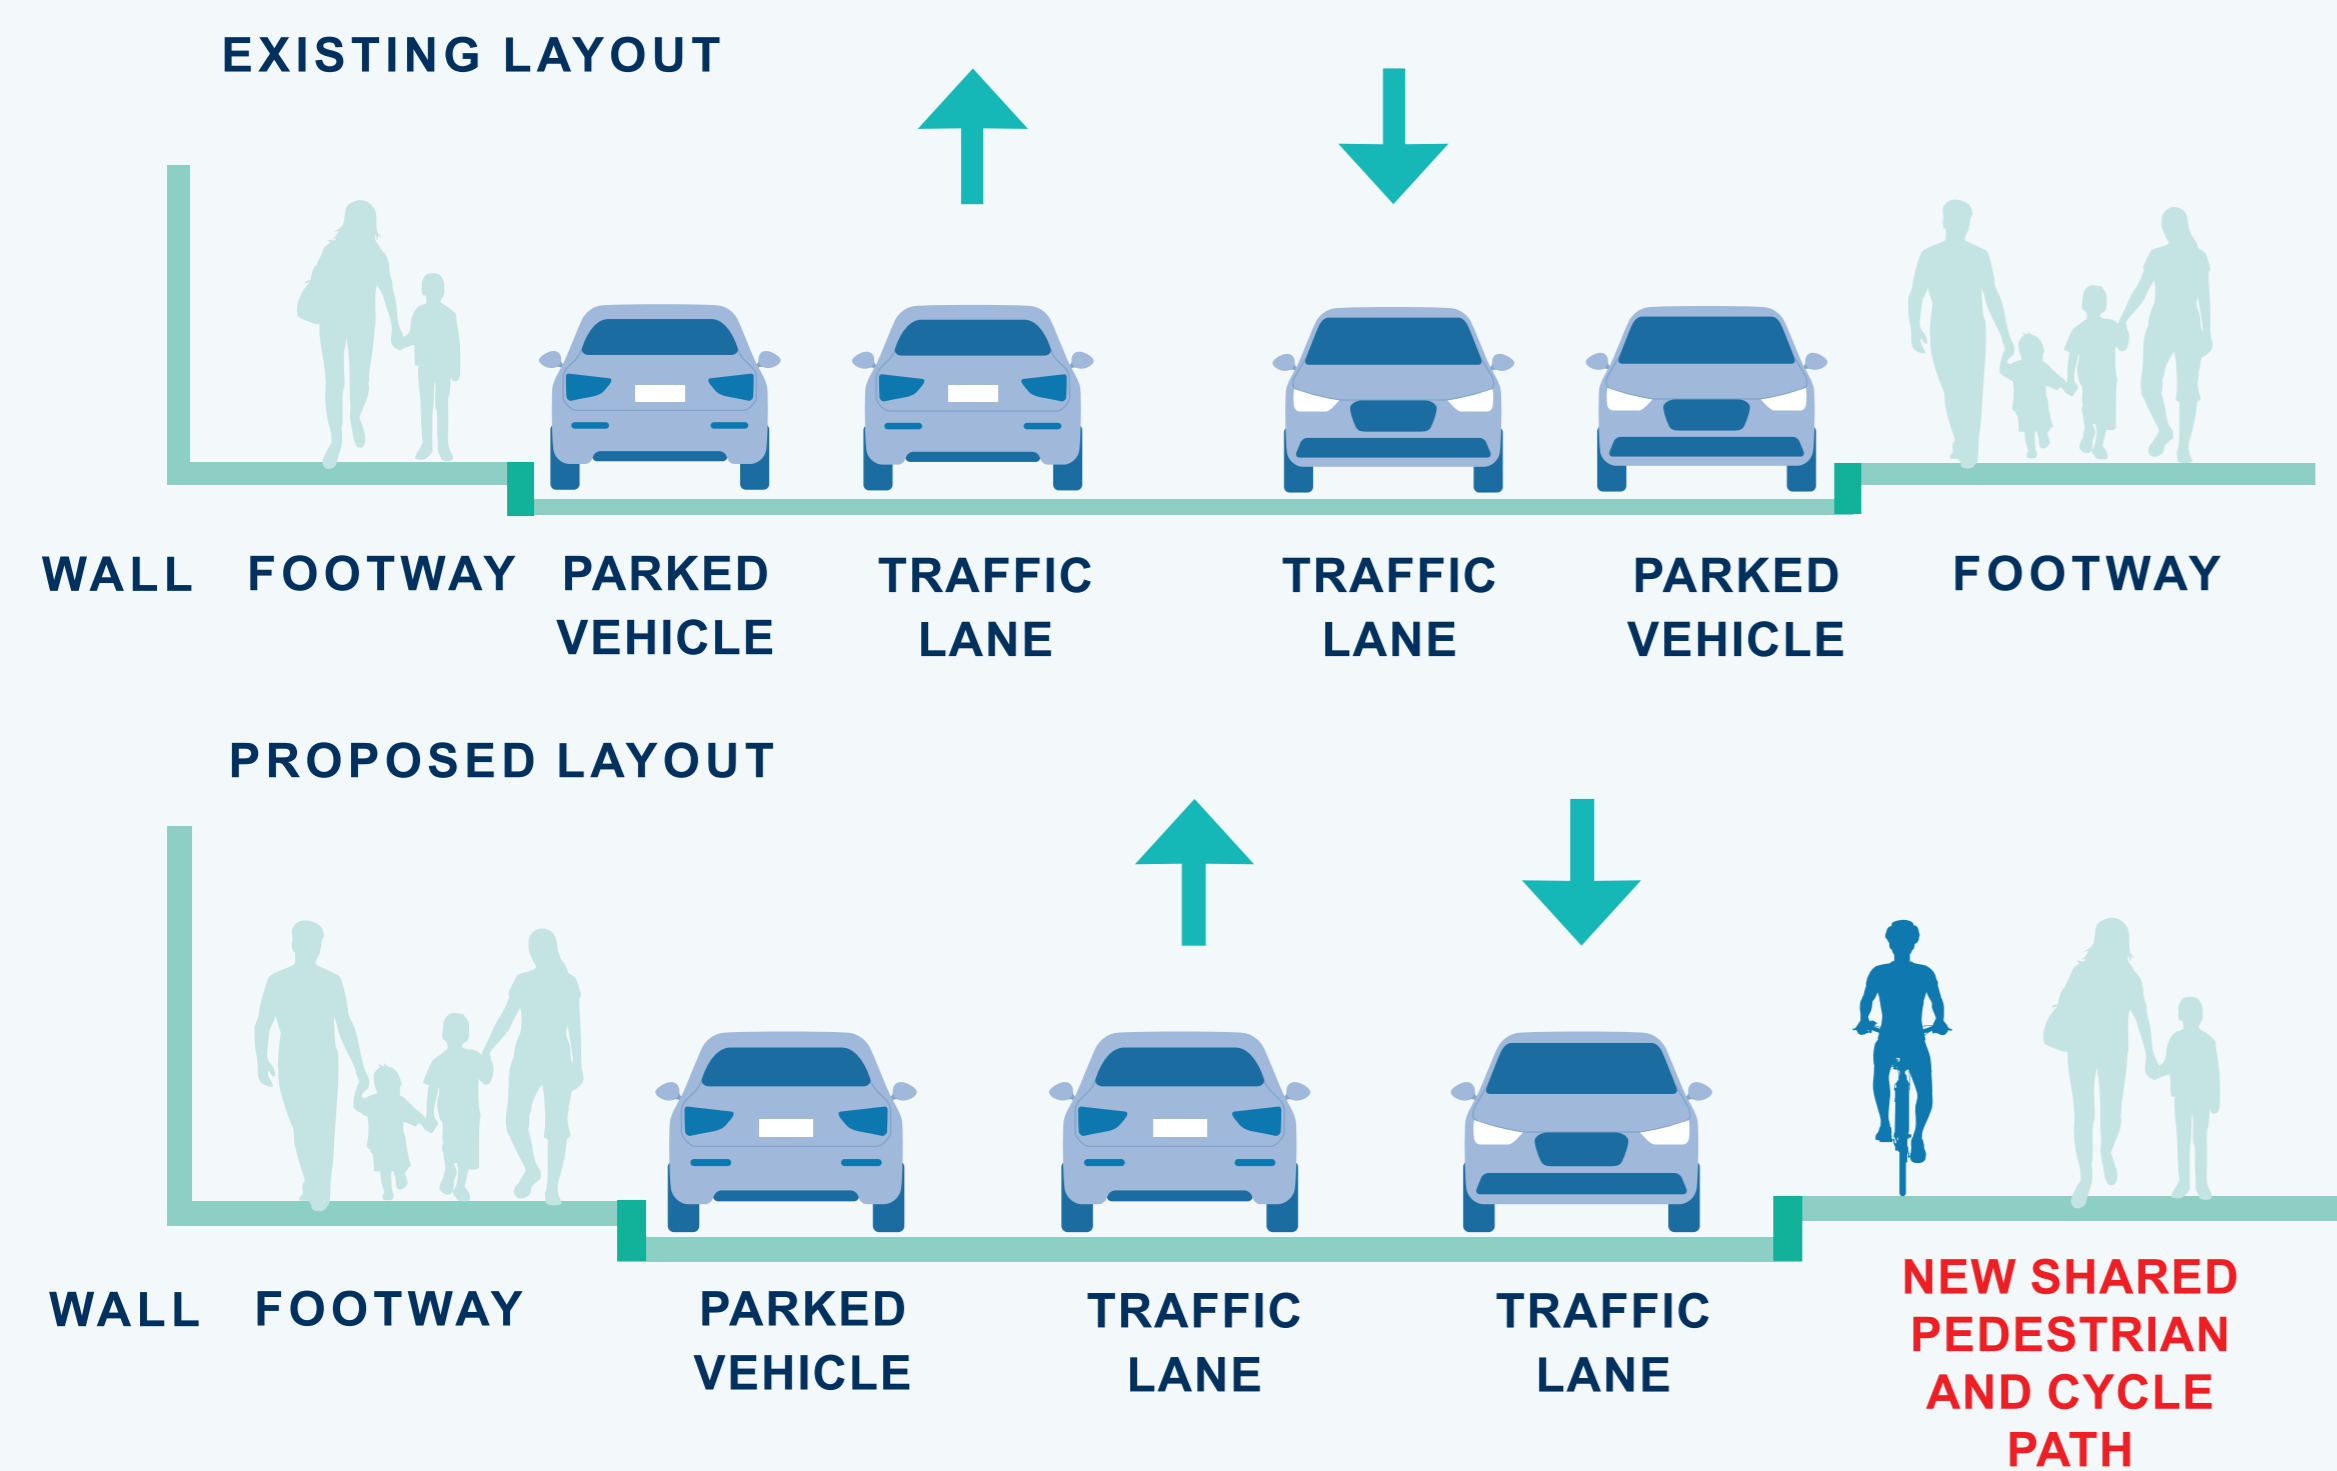 EXISTING LAYOUT
WALL
FOOTWAY
PARKED
VEHICLE
TRAFFIC
LANE
TRAFFIC
LANE
PARKED
VEHICLE
FOOTWAY
PROPOSED LAYOUT
WALL
FOOTWAY
PARKED
VEHICLE
TRAFFIC
LANE
TRAFFIC
LANE
NEW SHARED
PEDESTRIAN
AND CYCLE
PATH